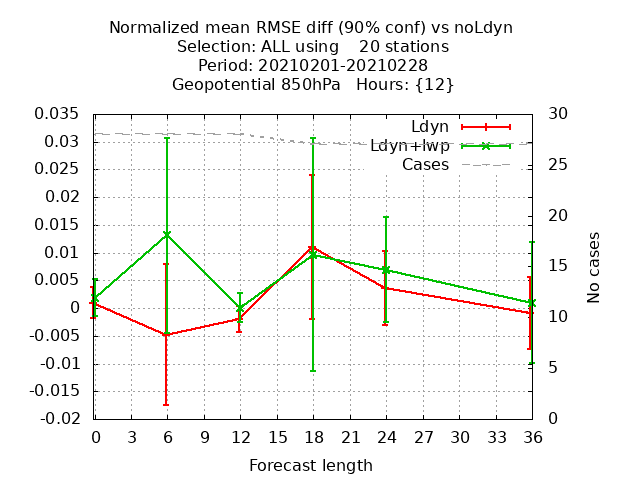 Normalized mean RMSE diff (90% conf) vs noLdyn
Selection: ALL using    20 stations
Period: 20210201-20210228
Geopotential 850hPa   Hours: {12}
0.035
0.03
0.025
0.02
0.015
0.01
0.005
0
-0.005
-0.01
-0.015
-0.02
30
25
20
15
10
5
0
Ldyn
Ldyn+lwp
Cases
No cases
0 3 6 9 12 15 18 21 24 27 30 33 36
Forecast length